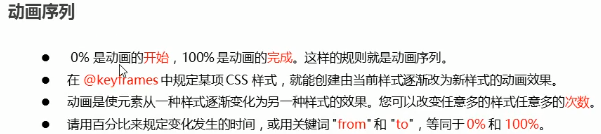 动画序列
● 0% 是动画的开始，100% 是动画的完成。这样的规则就是动画序列。
● 在 @keyframes 中规定某项 CSS 样式，就能创建由当前样式逐渐改为新样式的动画效果。
● 动画是使元素从一种样式逐渐变化为另一种样式的效果。您可以改变任意多的样式任意多的次数。
● 请用百分比来规定变化发生的时间，或用关键词 "from" 和 "to"，等同于 0% 和 100%。